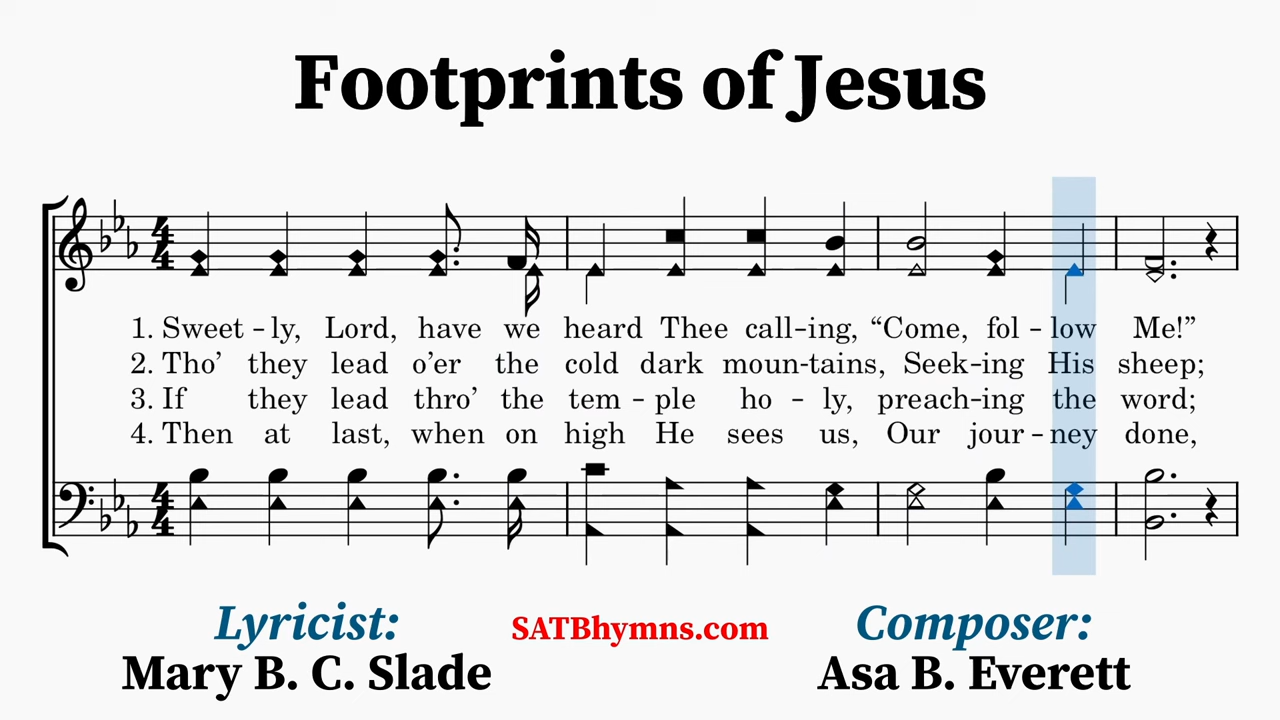 Footprints of Jesus
1. Sweet - ly, Lord, have we heard Thee call - ing, “Come, fol - low Me!”
2. Tho’ they lead o’er the cold dark moun - tains, Seek - ing His sheep;
3. If they lead thro’ the tem - ple ho - ly, preach - ing the word;
4. Then at last, when on high He sees us, Our jour - ney done,
Lyricist:
Mary B. C. Slade
SATBhymns.com
Composer:
Asa B. Everett